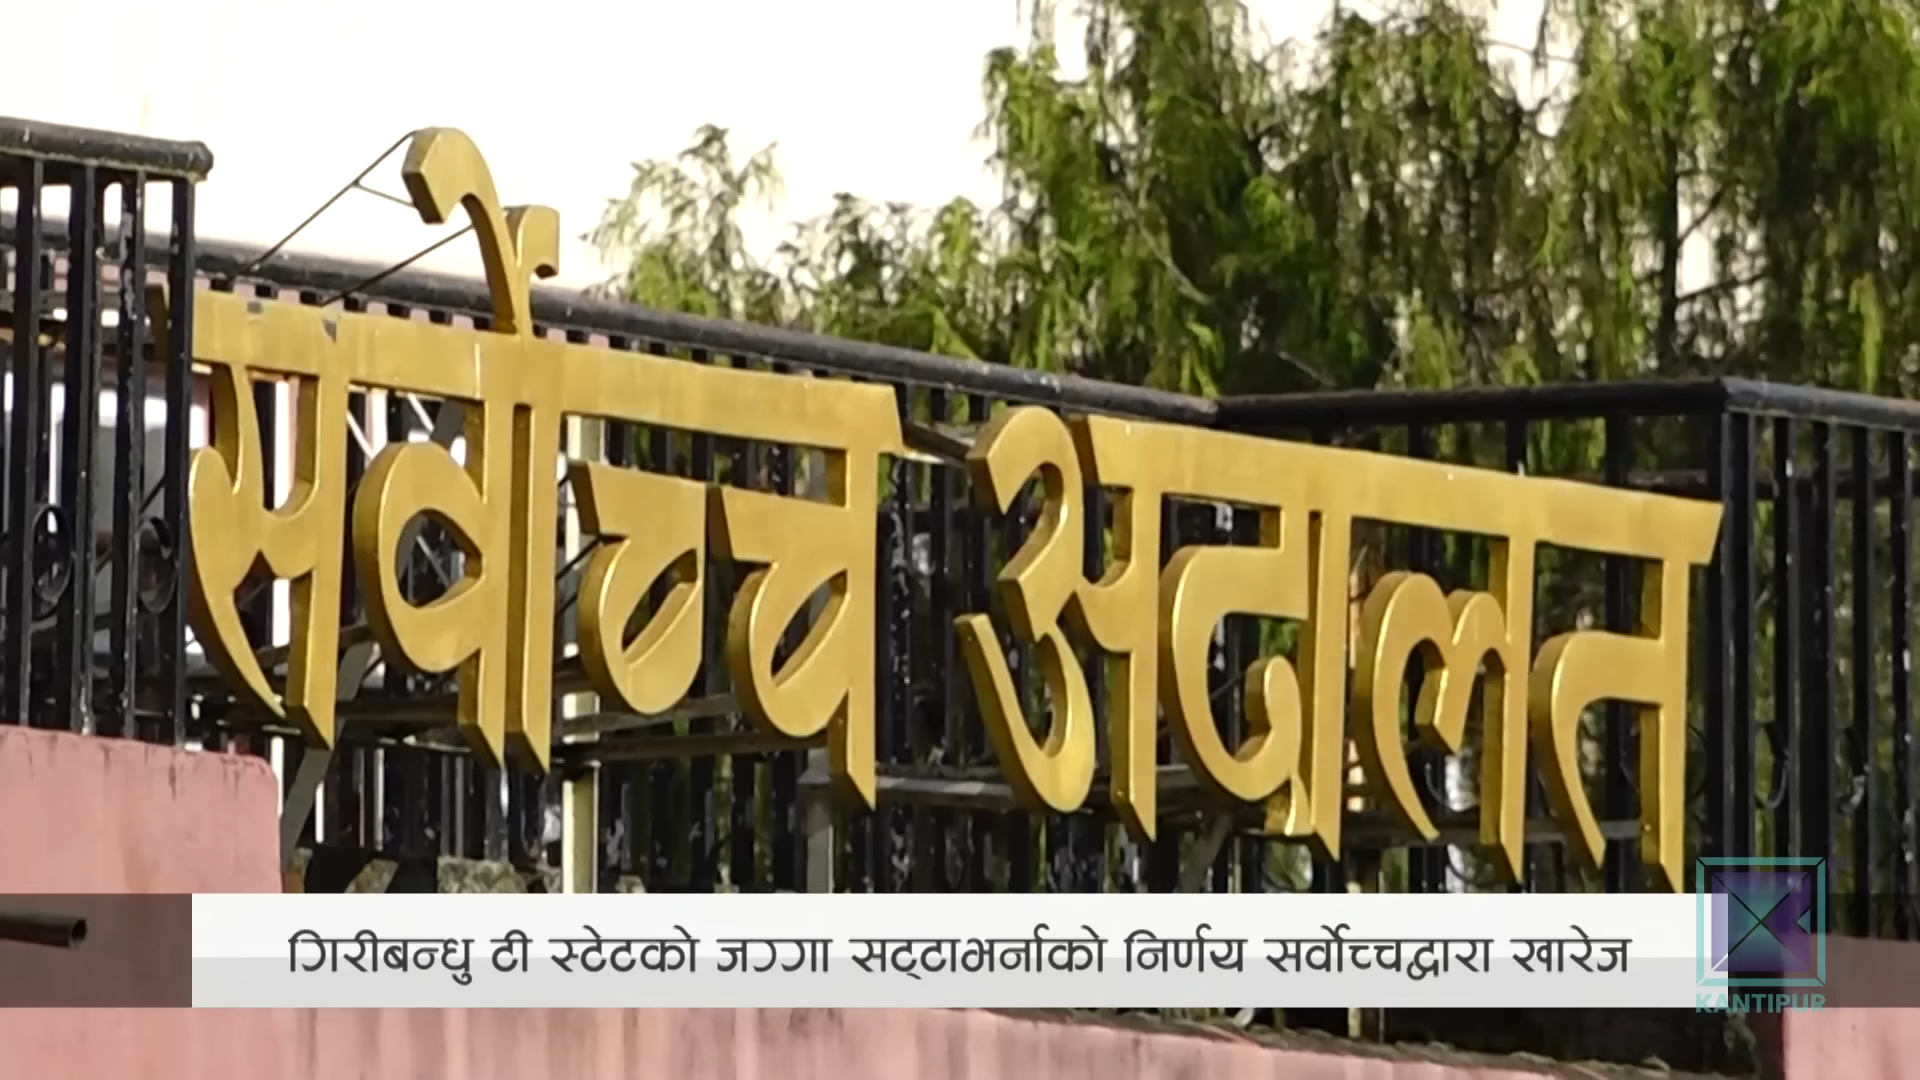 सर्वोच्च अदालत
गिरीबन्धु टी स्टेटको जग्गा सट्टाभर्नाको निर्णय सर्वोच्चद्वारा खारेज
KANTIPUR